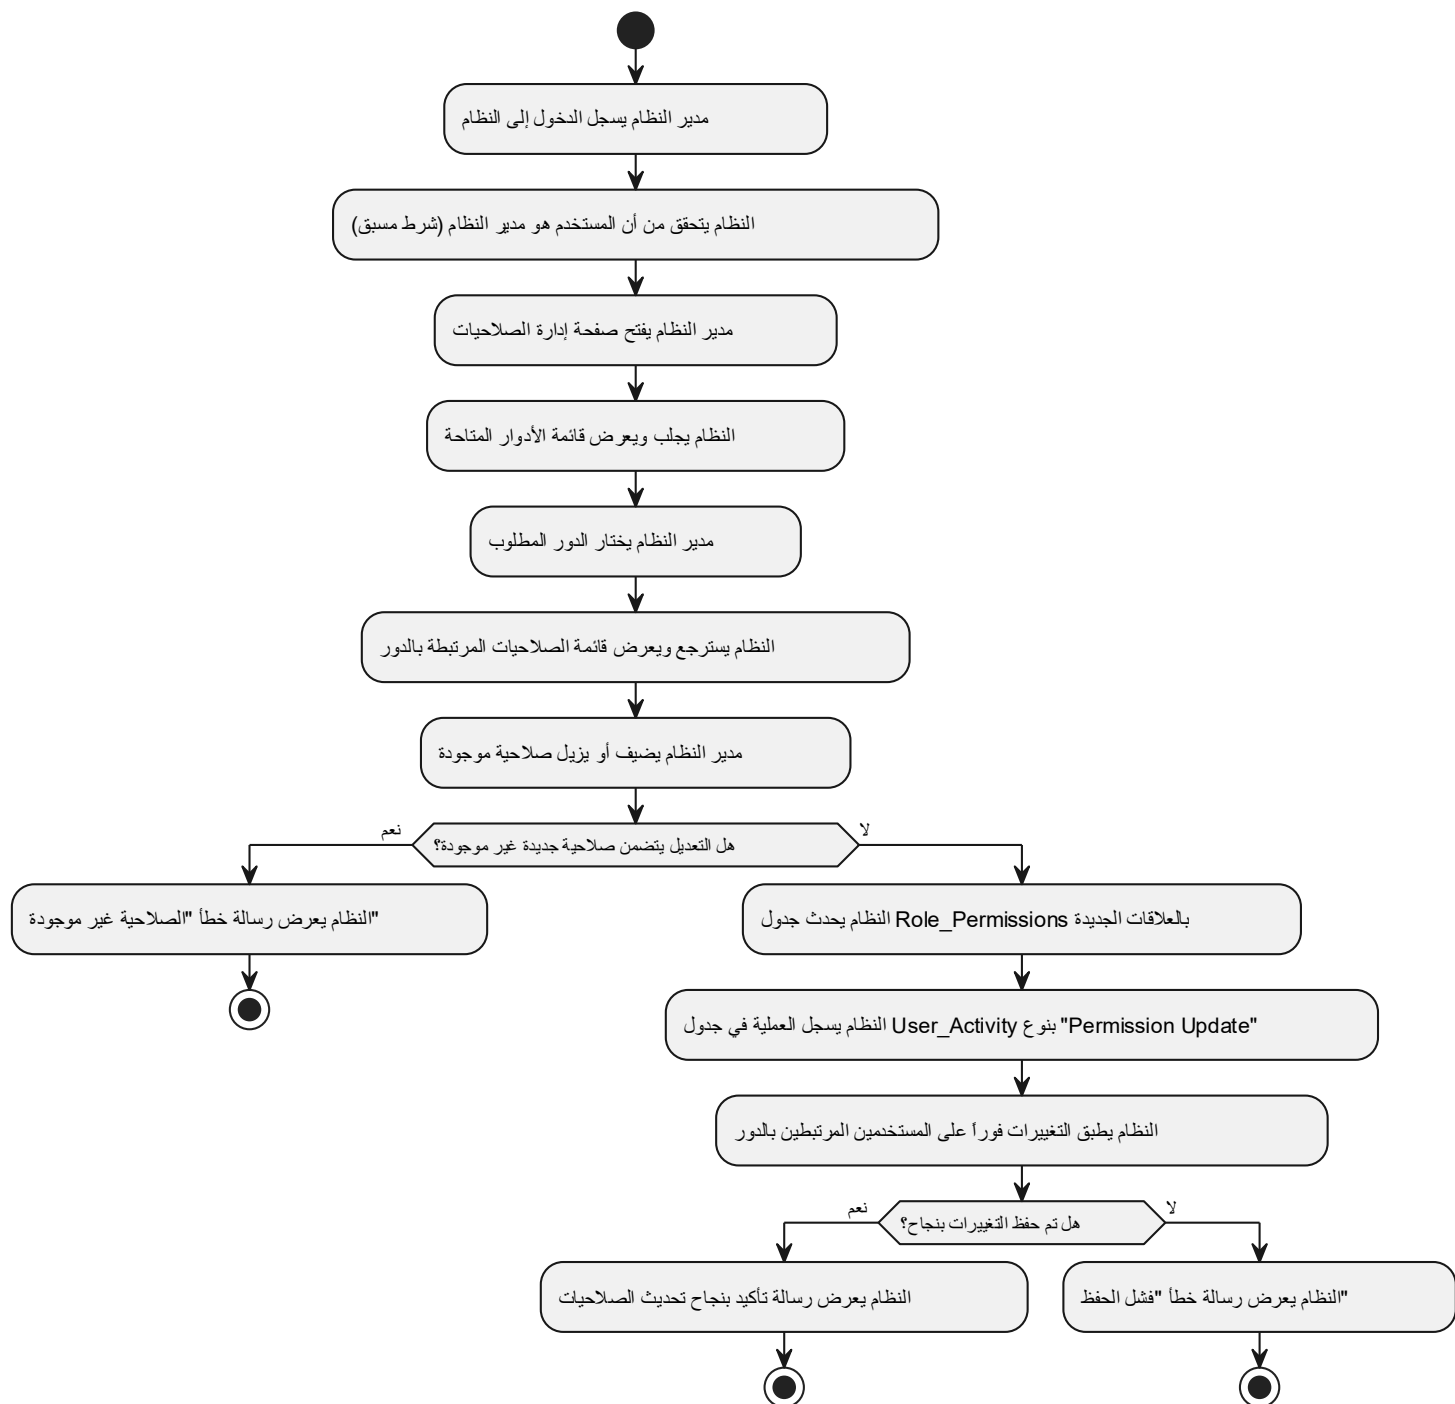 مدير النظام يسجل الدخول إلى النظام
النظام يتحقق من أن المستخدم هو مدير النظام (شرط مسبق)
مدير النظام يفتح صفحة إدارة الصلاحيات
النظام يجلب ويعرض قائمة الأدوار المتاحة
مدير النظام يختار الدور المطلوب
النظام يسترجع ويعرض قائمة الصلاحيات المرتبطة بالدور
مدير النظام يضيف أو يزيل صلاحية موجودة
هل التعديل يتضمن صلاحية جديدة غير موجودة؟
نعم
لا
النظام يعرض رسالة خطأ "الصلاحية غير موجودة"
النظام يحدث جدول Role_Permissions بالعلاقات الجديدة
النظام يسجل العملية في جدول User_Activity بنوع "Permission Update"
النظام يطبق التغييرات فوراً على المستخدمين المرتبطين بالدور
هل تم حفظ التغييرات بنجاح؟
نعم
لا
النظام يعرض رسالة تأكيد بنجاح تحديث الصلاحيات
النظام يعرض رسالة خطأ "فشل الحفظ"